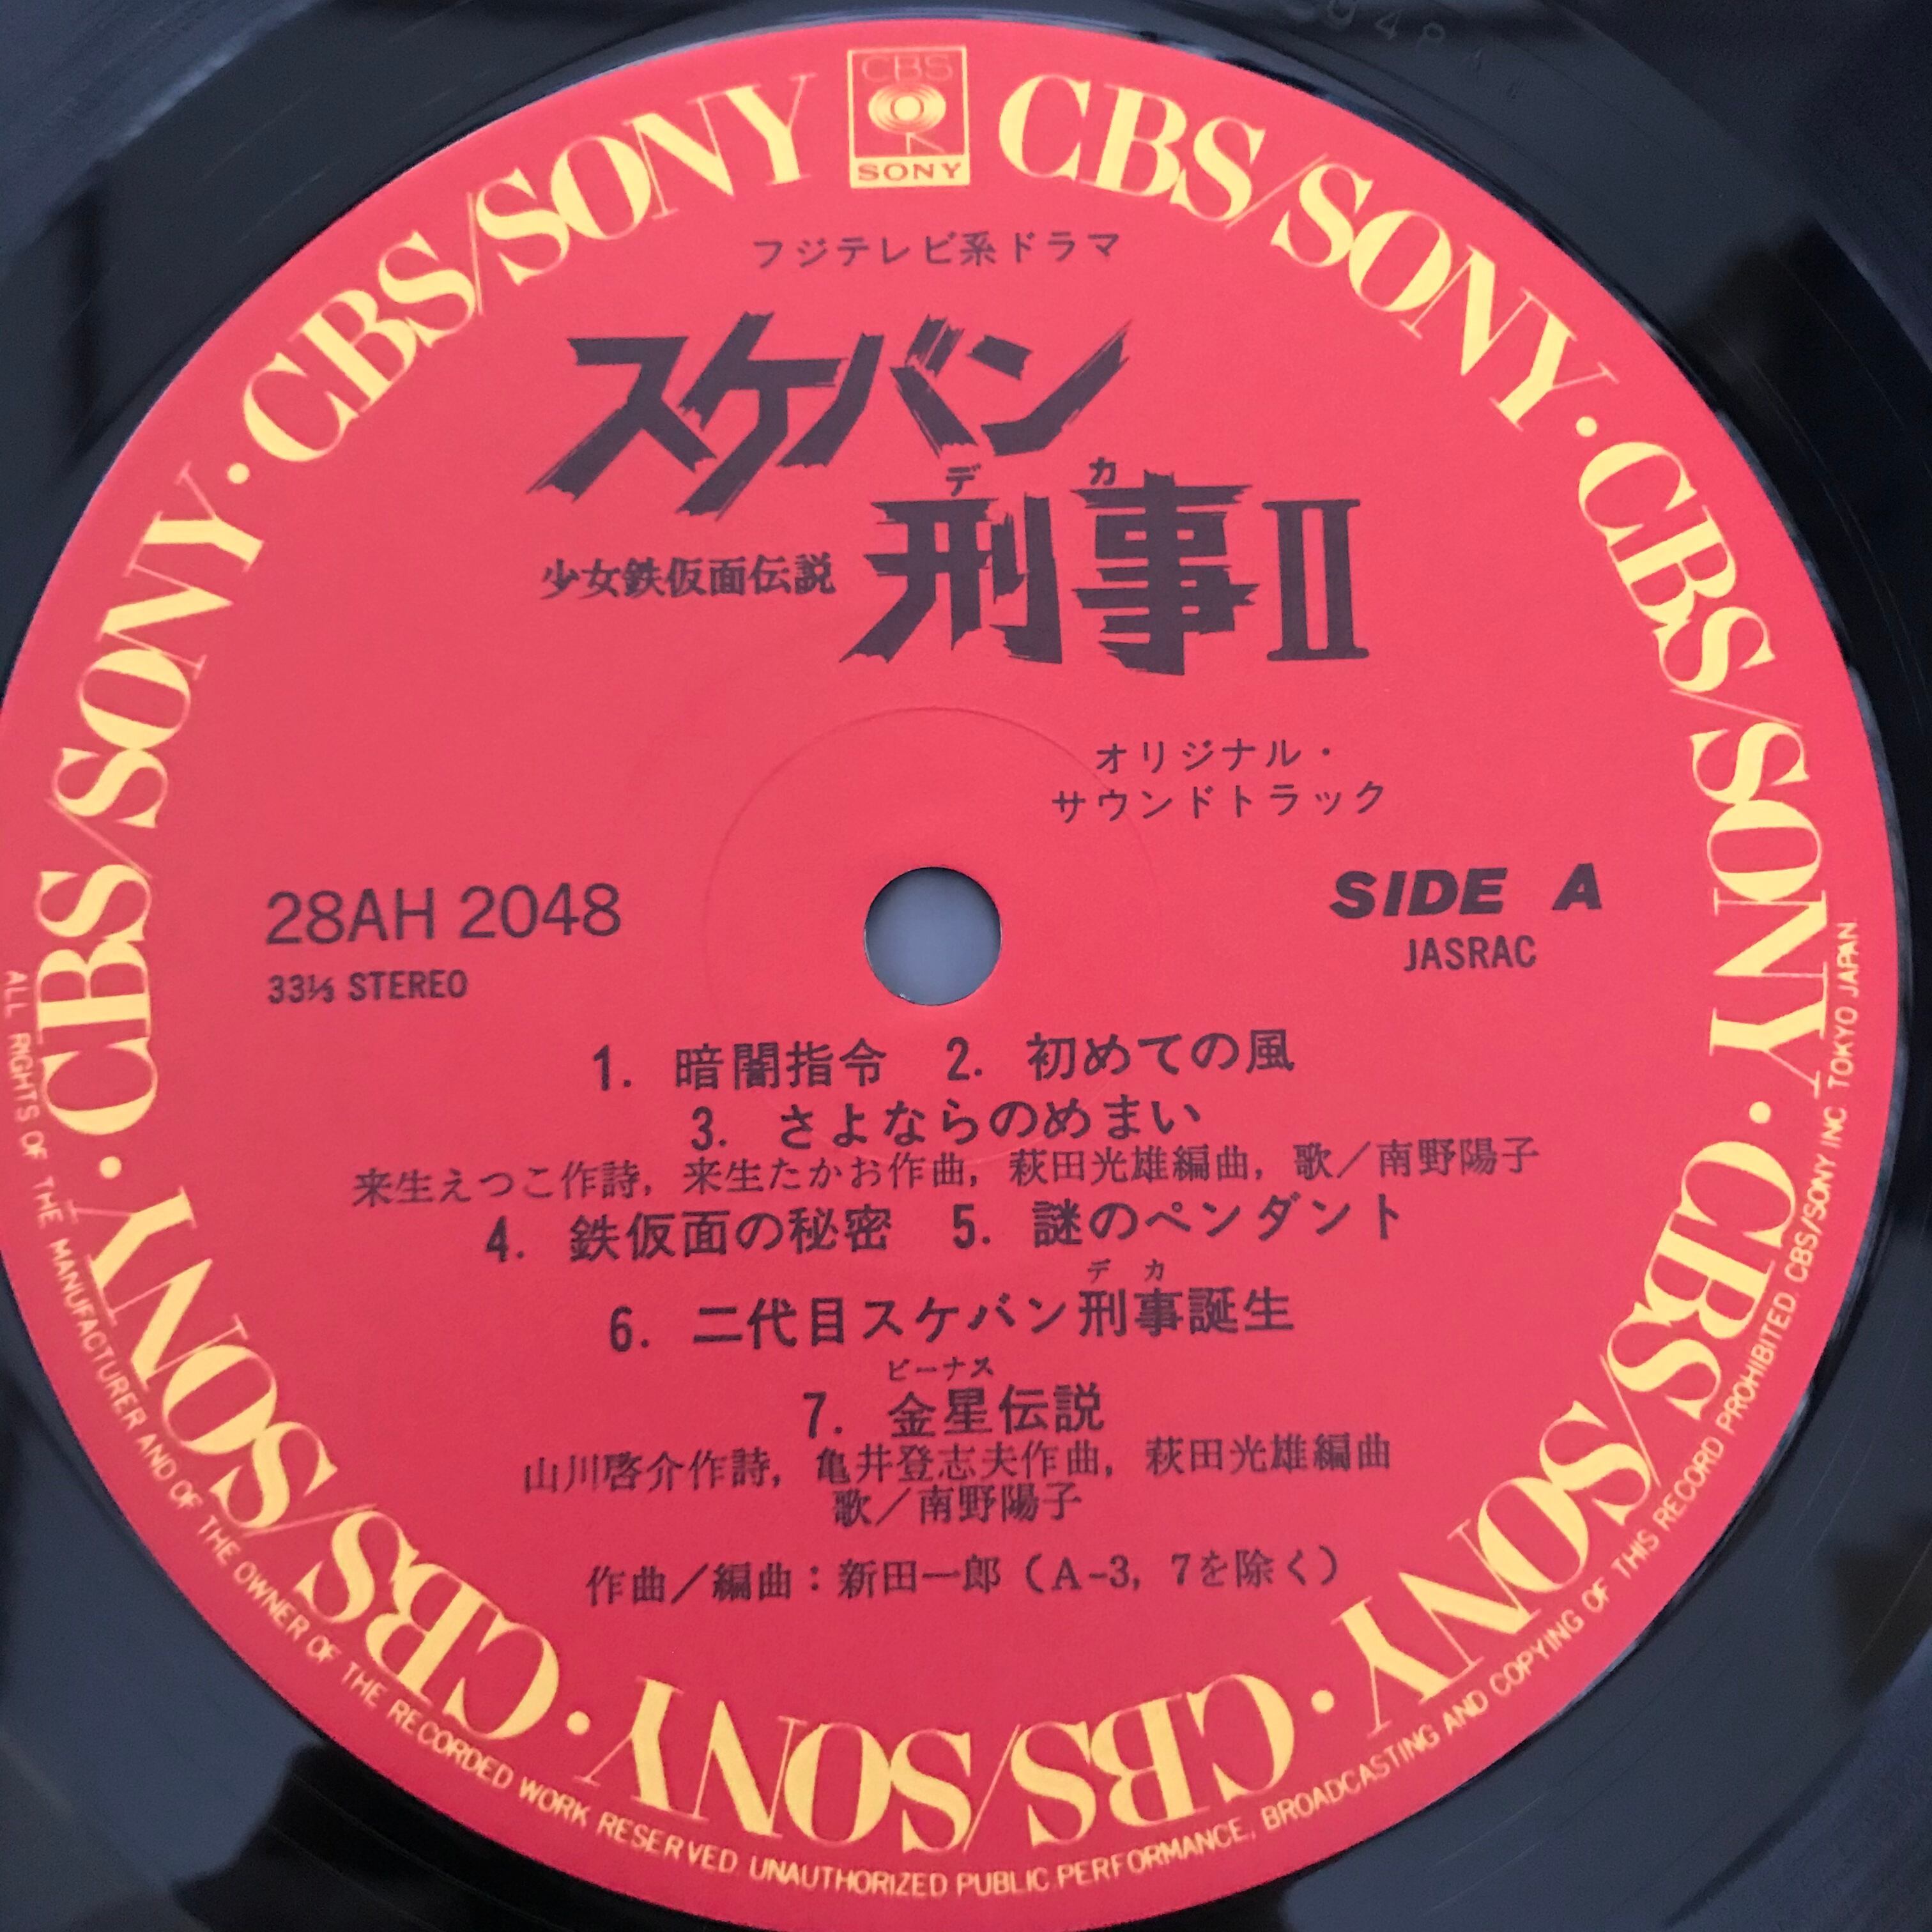 CBS
SONY
CBS/SONY · CBS/SONY · CBS/SONY · CBS/SONY · CBS/SONY · CBS/SONY · CBS/SONY · CBS/SONY
フジテレビ系ドラマ
スケバン
デカ
少女鉄仮面伝説 刑事II
オリジナル・
サウンドトラック
28AH 2048
33⅓ STEREO
SIDE A
JASRAC
1. 暗闇指令 2. 初めての風
3. さよならのめまい
来生えつこ作詩, 来生たかお作曲, 萩田光雄編曲, 歌／南野陽子
4. 鉄仮面の秘密 5. 謎のペンダント
デカ
6. 二代目スケバン刑事誕生
ビーナス
7. 金星伝説
山川啓介作詩, 亀井登志夫作曲, 萩田光雄編曲
歌／南野陽子
作曲／編曲：新田一郎（A-3, 7を除く）
ALL RIGHTS OF THE MANUFACTURER AND OF THE OWNER OF THE RECORDED WORK RESERVED UNAUTHORIZED PUBLIC PERFORMANCE, BROADCASTING AND COPYING OF THIS RECORD PROHIBITED. CBS/SONY INC TOKYO JAPAN